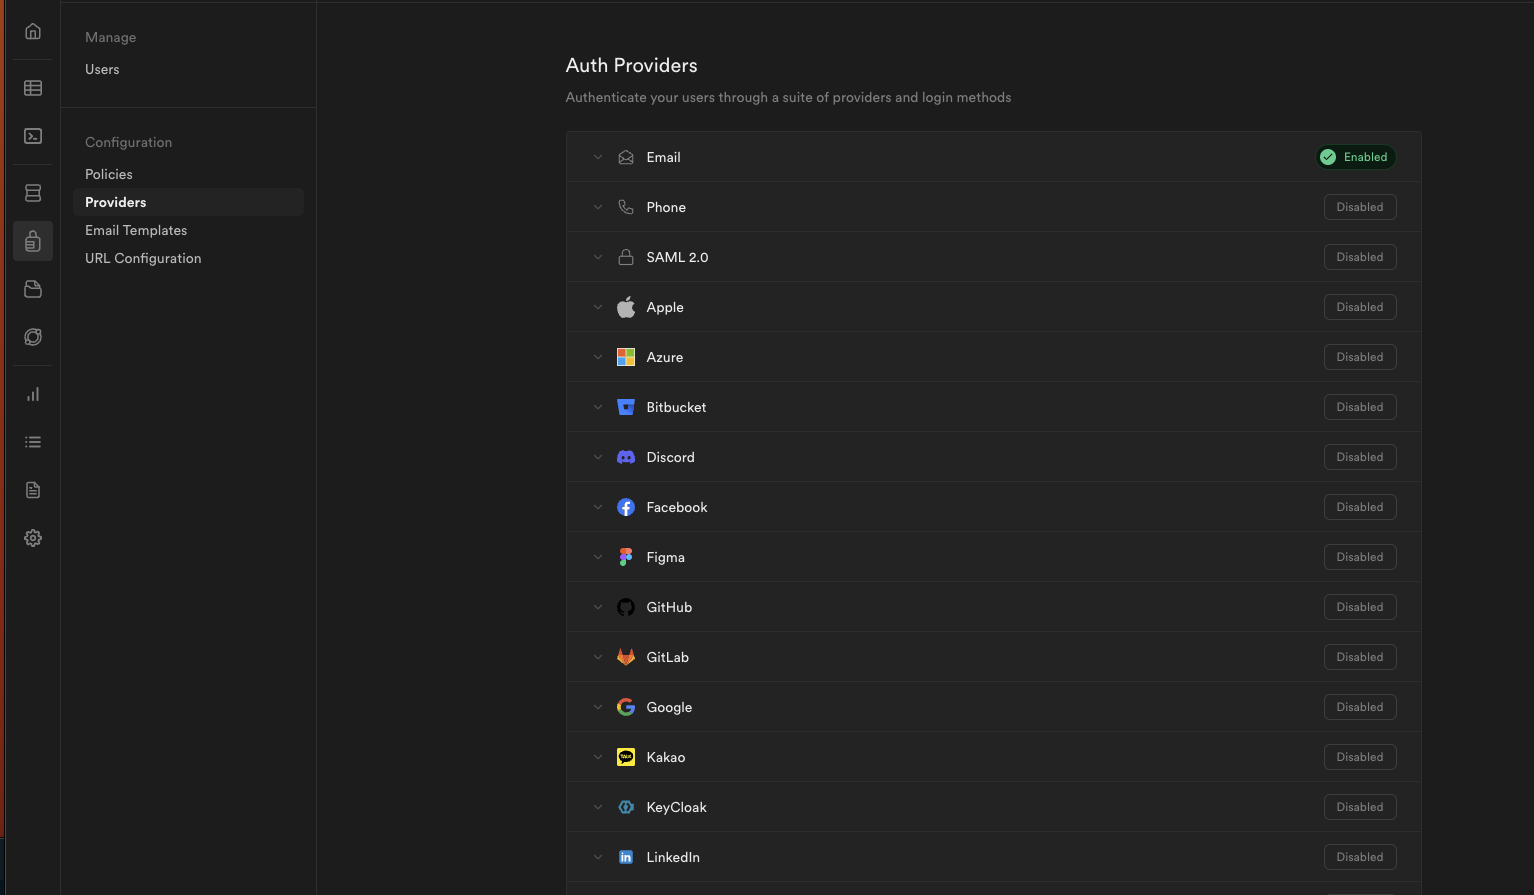 Manage
Users
Configuration
Policies
Providers
Email Templates
URL Configuration
Auth Providers
Authenticate your users through a suite of providers and login methods
Email Enabled
Phone Disabled
SAML 2.0 Disabled
Apple Disabled
Azure Disabled
Bitbucket Disabled
Discord Disabled
Facebook Disabled
Figma Disabled
GitHub Disabled
GitLab Disabled
Google Disabled
Kakao Disabled
KeyCloak Disabled
LinkedIn Disabled